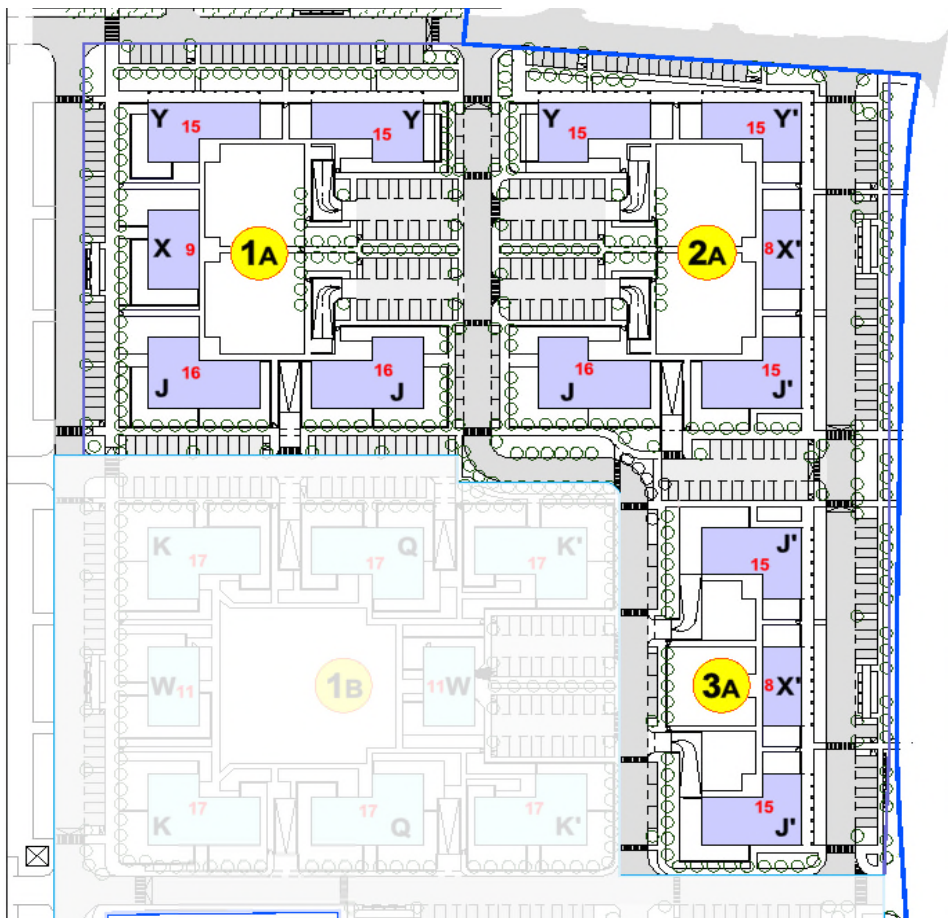 Y 15 15 Y Y 15 15 Y'
X 9 1A 2A 8 X'
J 16 16 J J 16 15 J'
K 17 Q 17 K' 17 J' 15
W 11 1B 11 W 3A 8 X'
17 K 17 Q 17 K' 15 J'